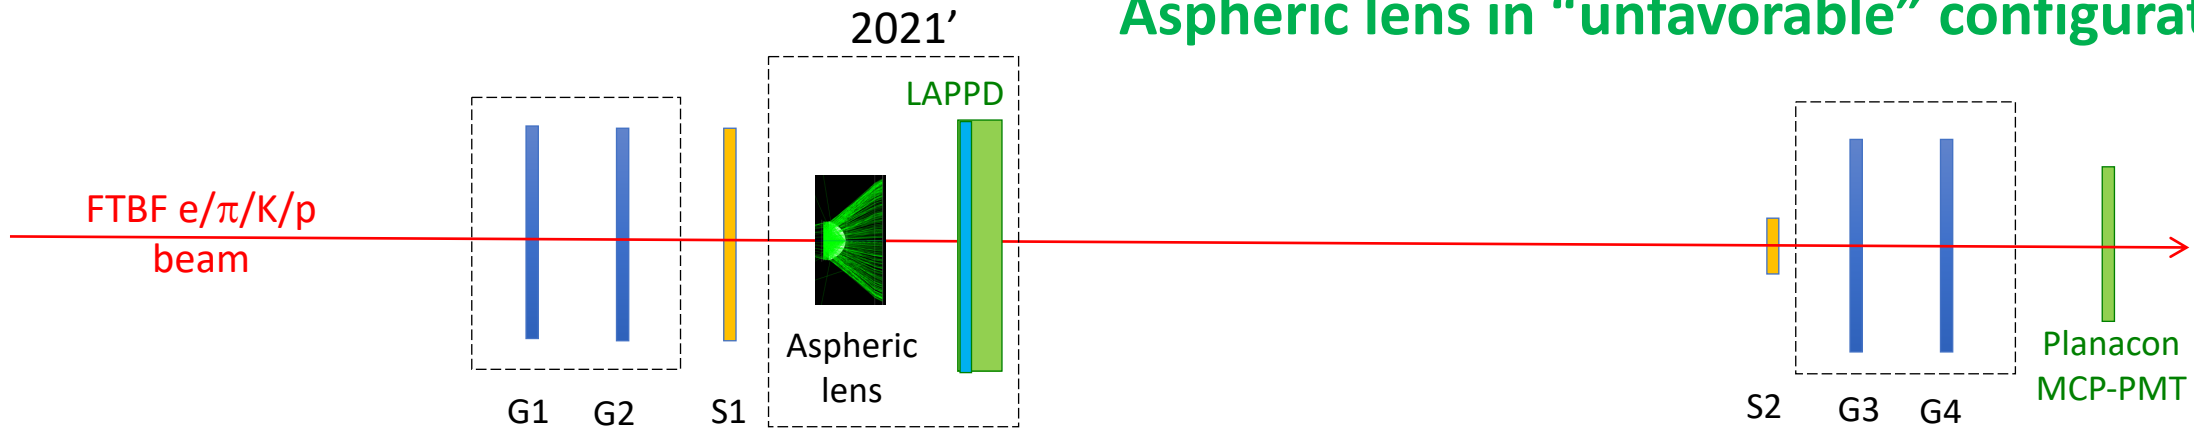 Aspheric lens in “unfavorable” configurat
2021’
LAPPD
FTBF e/π/K/p
beam
Aspheric
lens
Planacon
MCP-PMT
G1
G2
S1
S2
G3
G4